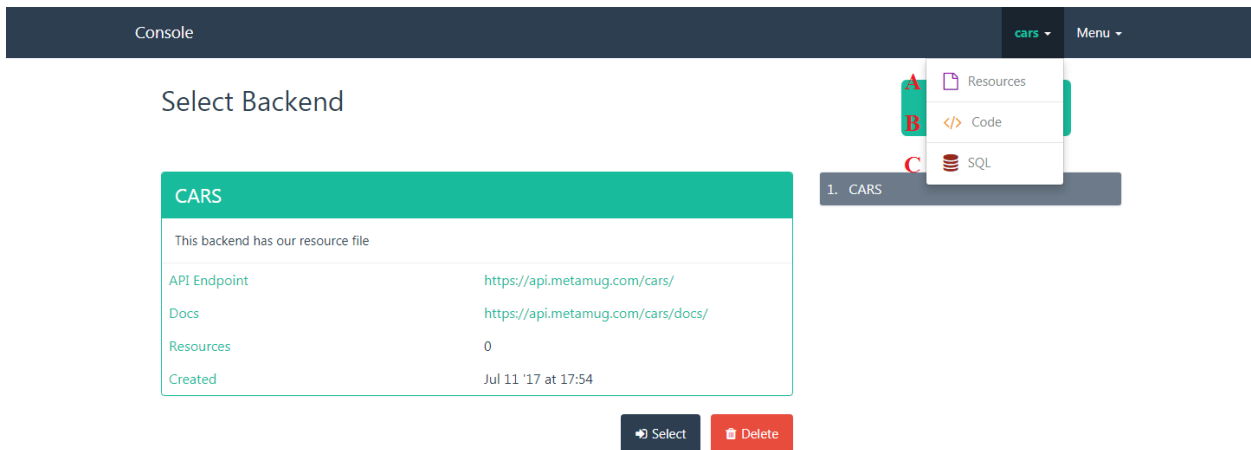 Console cars Menu
Select Backend
A Resources
B </> Code
C SQL
CARS
This backend has our resource file
API Endpoint https://api.metamug.com/cars/
Docs https://api.metamug.com/cars/docs/
Resources 0
Created Jul 11 '17 at 17:54
Select Delete
1. CARS